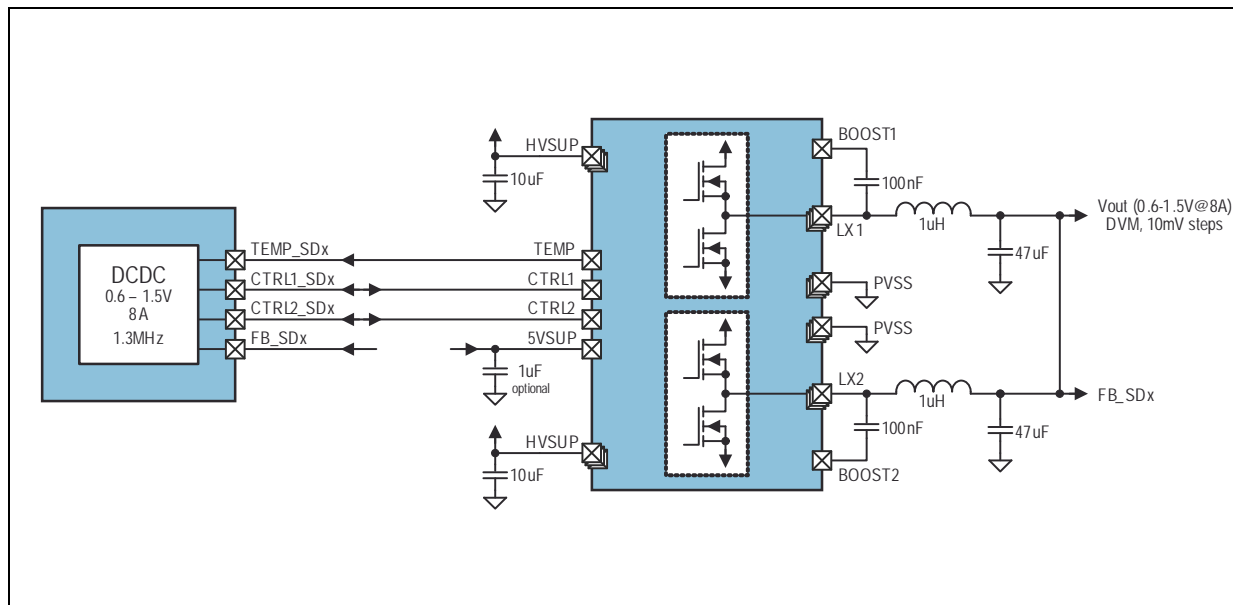 DCDC
0.6 – 1.5V
8A
1.3MHz
TEMP_SDx
CTRL1_SDx
CTRL2_SDx
FB_SDx
HVSUP
10uF
TEMP
CTRL1
CTRL2
5VSUP
1uF
optional
HVSUP
10uF
BOOST1
100nF
LX1
1uH
47uF
Vout (0.6-1.5V@8A)
DVM, 10mV steps
PVSS
PVSS
LX2
1uH
100nF
47uF
FB_SDx
BOOST2